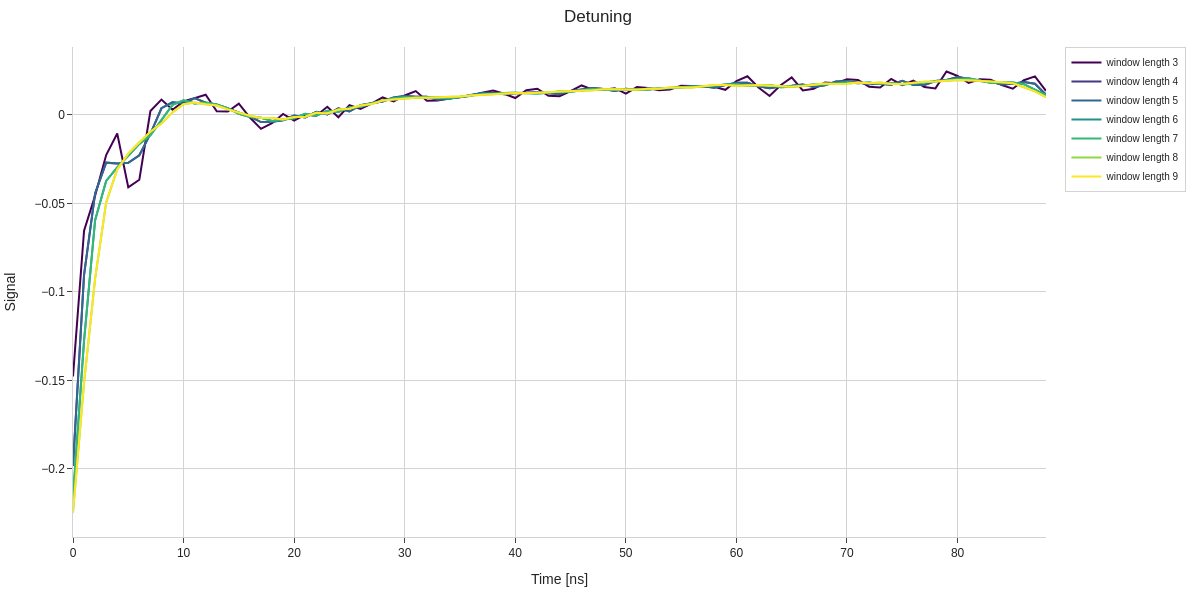 Detuning
window length 3
window length 4
window length 5
window length 6
window length 7
window length 8
window length 9
Signal
0
−0.05
−0.1
−0.15
−0.2
0 10 20 30 40 50 60 70 80
Time [ns]